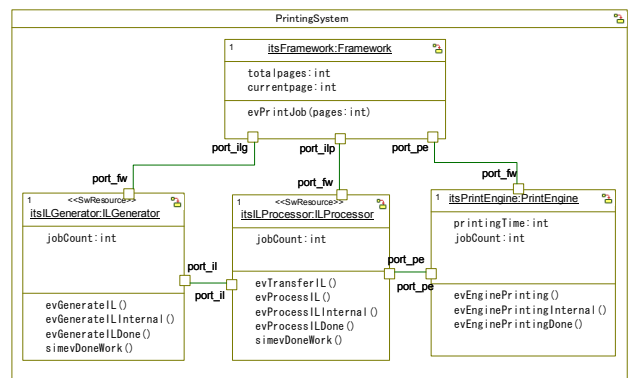 PrintingSystem
1 itsFramework:Framework
totalpages:int
currentpage:int
evPrintJob(pages:int)
port_ilg
port_ilp
port_pe
port_fw
port_fw
port_fw
1 <<SwResource>>
itsILGenerator:ILGenerator
jobCount:int
evGenerateIL()
evGenerateILInternal()
evGenerateILDone()
simevDoneWork()
port_il
port_il
1 <<SwResource>>
itsILProcessor:ILProcessor
jobCount:int
evTransferIL()
evProcessIL()
evProcessILInternal()
evProcessILDone()
simevDoneWork()
port_pe
port_pe
1 itsPrintEngine:PrintEngine
printingTime:int
jobCount:int
evEnginePrinting()
evEnginePrintingInternal()
evEnginePrintingDone()